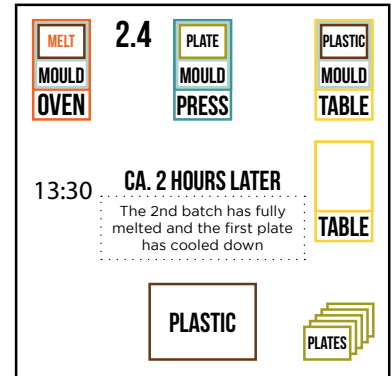 2.4
MELT
MOULD
OVEN
PLATE
MOULD
PRESS
PLASTIC
MOULD
TABLE
13:30
CA. 2 HOURS LATER
The 2nd batch has fully
melted and the first plate
has cooled down
TABLE
PLASTIC
PLATES